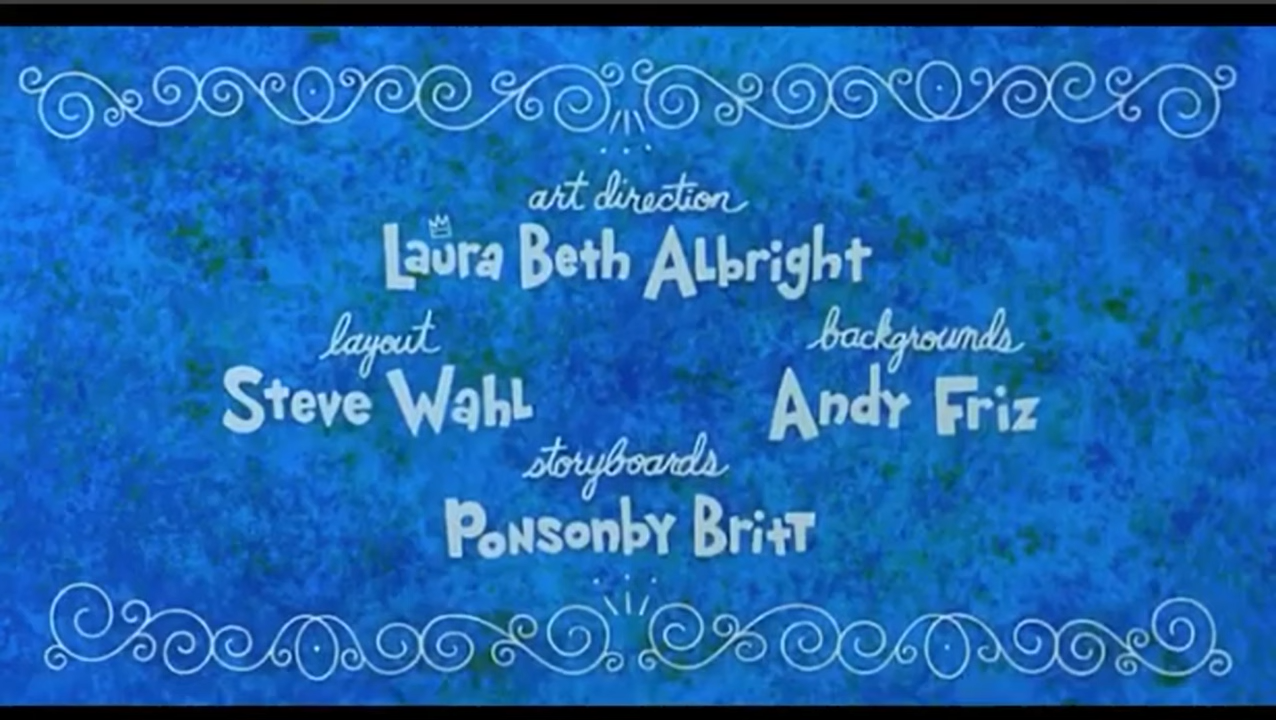 art direction
Laura Beth Albright
layout
backgrounds
Steve Wahl
Andy Friz
storyboards
Ponsonby Britt